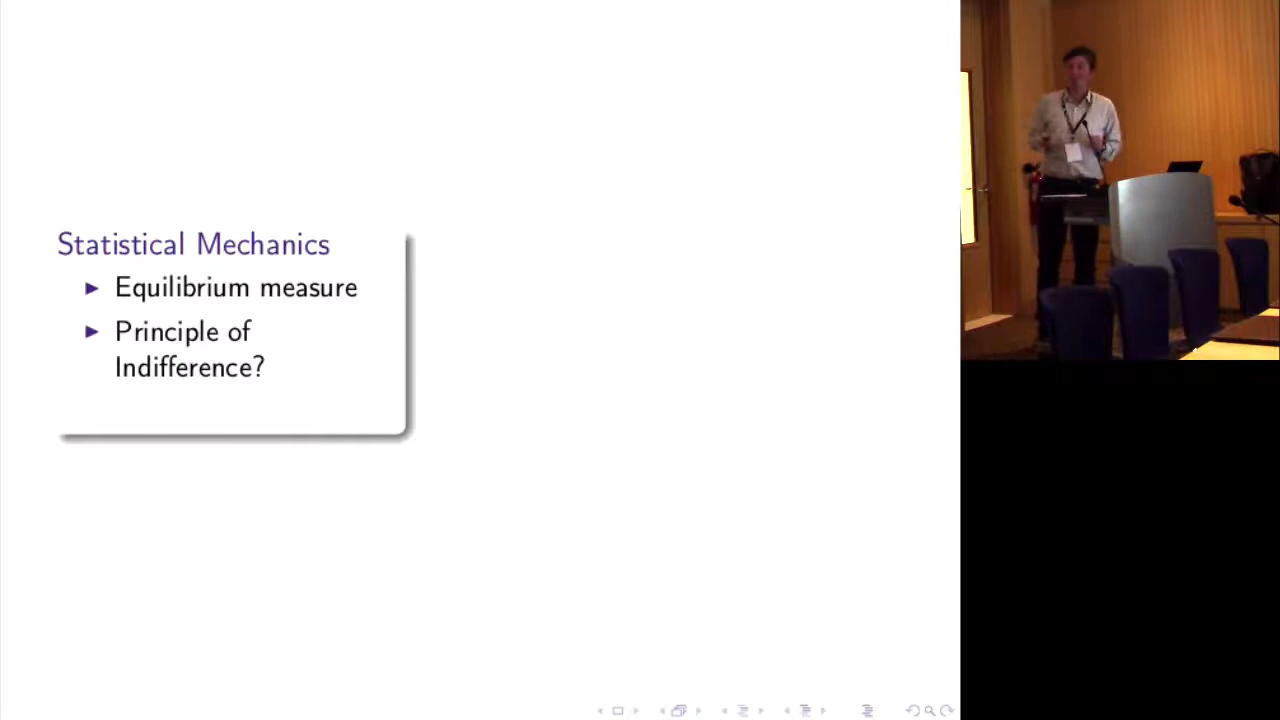 Statistical Mechanics
Equilibrium measure
Principle of
Indifference?